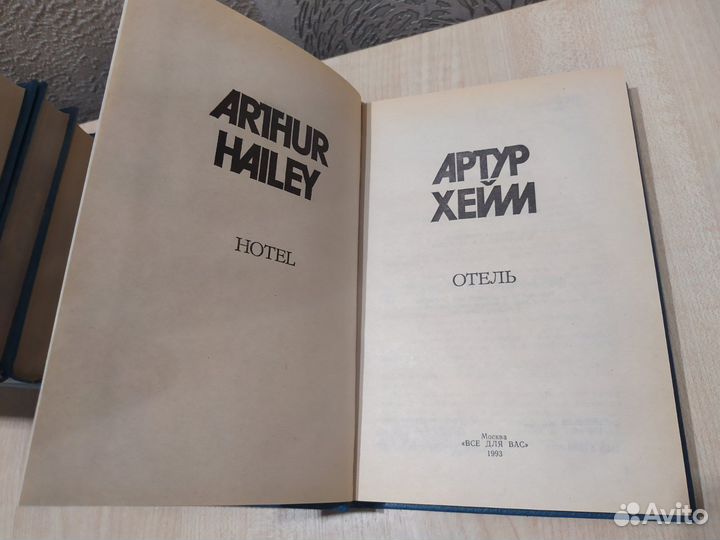 ARTHUR
HAILEY
HOTEL
АРТУР
ХЕЙЛИ
ОТЕЛЬ
Москва
«ВСЕ ДЛЯ ВАС»
1993
Avito